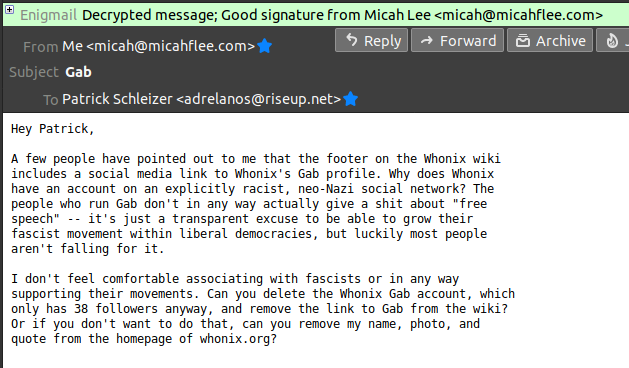 Enigmail Decrypted message; Good signature from Micah Lee <micah@micahflee.com>
From Me <micah@micahflee.com>
Reply Forward Archive
Subject Gab
To Patrick Schleizer <adrelanos@riseup.net>
Hey Patrick,
A few people have pointed out to me that the footer on the Whonix wiki
includes a social media link to Whonix's Gab profile. Why does Whonix
have an account on an explicitly racist, neo-Nazi social network? The
people who run Gab don't in any way actually give a shit about "free
speech" -- it's just a transparent excuse to be able to grow their
fascist movement within liberal democracies, but luckily most people
aren't falling for it.
I don't feel comfortable associating with fascists or in any way
supporting their movements. Can you delete the Whonix Gab account, which
only has 38 followers anyway, and remove the link to Gab from the wiki?
Or if you don't want to do that, can you remove my name, photo, and
quote from the homepage of whonix.org?